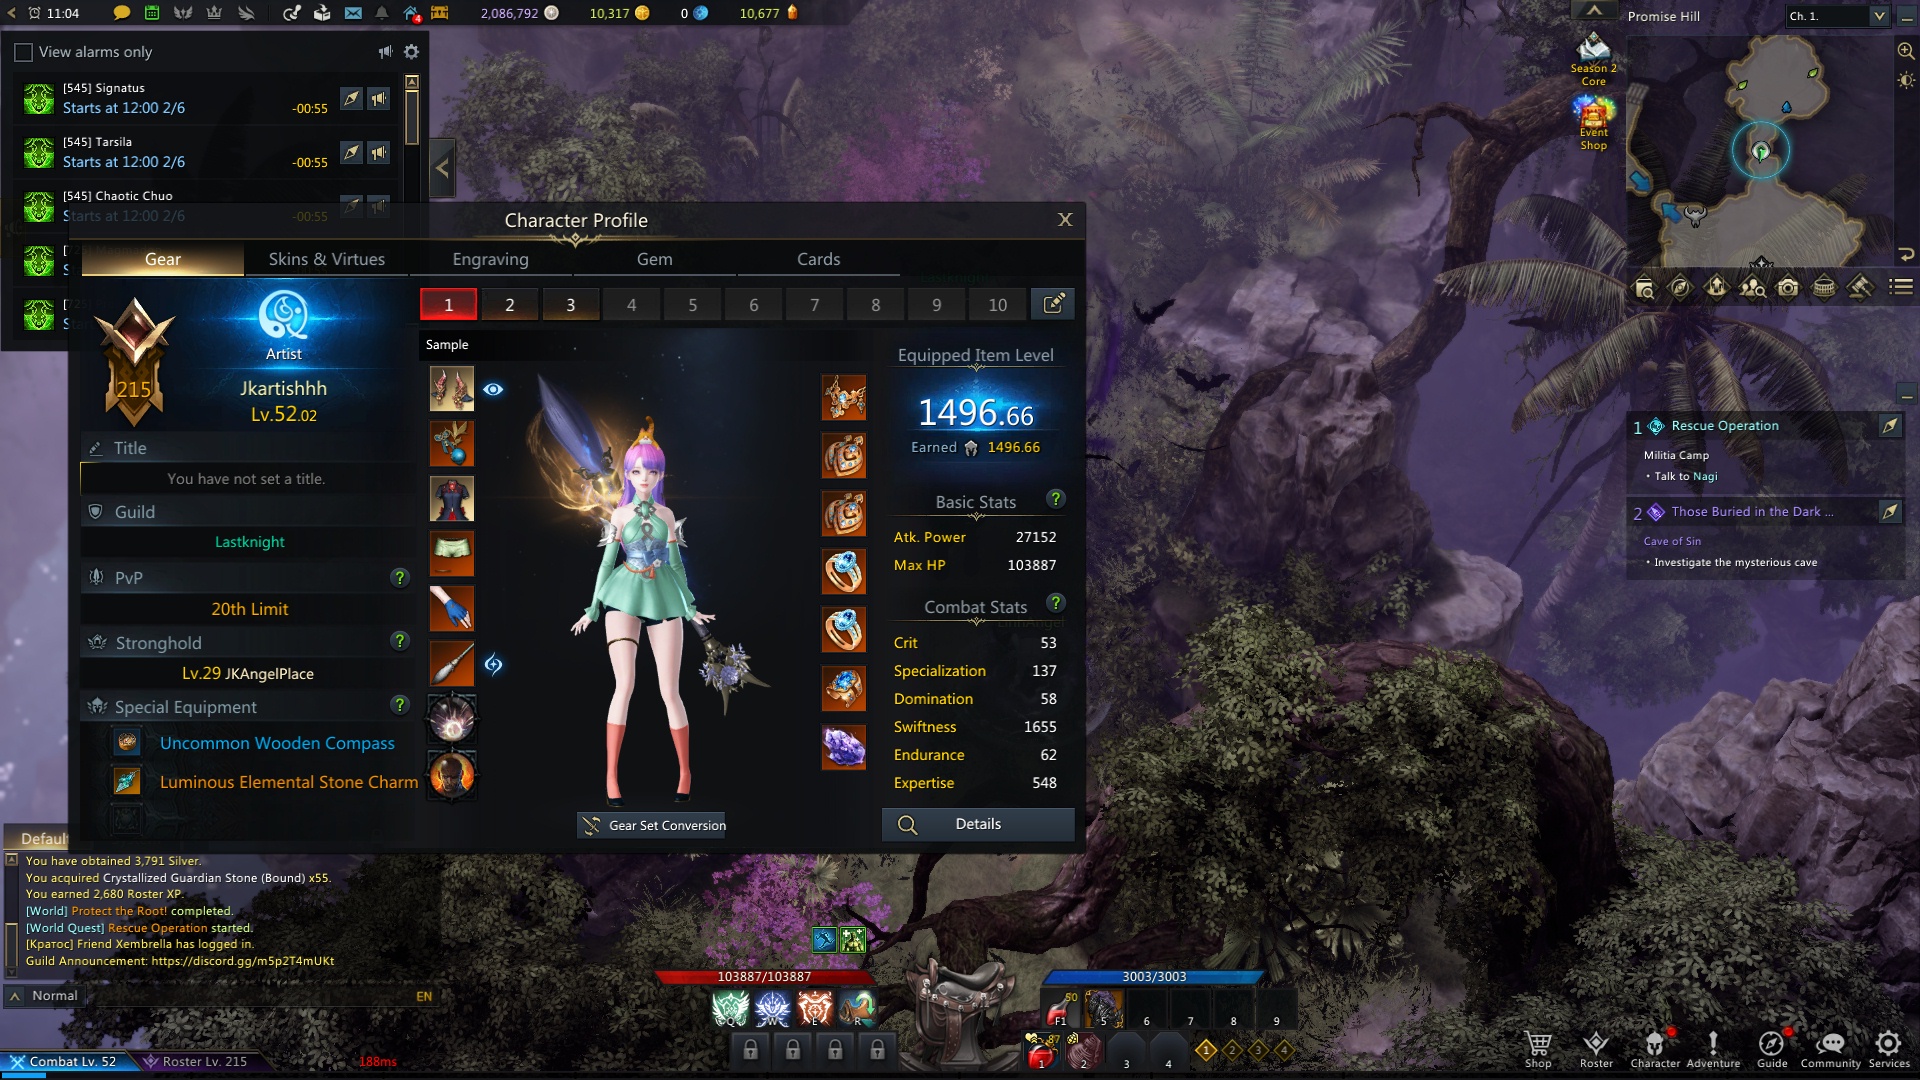 11:04
4
2,086,792
10,317
0
10,677
Promise Hill
Ch. 1.
View alarms only
[545] Signatus
Starts at 12:00 2/6
-00:55
[545] Tarsila
Starts at 12:00 2/6
-00:55
[545] Chaotic Chuo
Starts at 12:00 2/6
-00:55
Season 2
Core
Event
Shop
Character Profile
X
Gear
Skins & Virtues
Engraving
Gem
Cards
1
2
3
4
5
6
7
8
9
10
215
Artist
Jkartishhh
Lv.52.02
Title
You have not set a title.
Guild
Lastknight
PvP
?
20th Limit
Stronghold
?
Lv.29 JKAngelPlace
Special Equipment
?
Uncommon Wooden Compass
Luminous Elemental Stone Charm
Sample
Gear Set Conversion
Equipped Item Level
1496.66
Earned 1496.66
Basic Stats
?
Atk. Power 27152
Max HP 103887
Combat Stats
?
Crit 53
Specialization 137
Domination 58
Swiftness 1655
Endurance 62
Expertise 548
Details
1 Rescue Operation
Militia Camp
• Talk to Nagi
2 Those Buried in the Dark ...
Cave of Sin
• Investigate the mysterious cave
Default
You have obtained 3,791 Silver.
You acquired Crystallized Guardian Stone (Bound) x55.
You earned 2,680 Roster XP.
[World] Protect the Root! completed.
[World Quest] Rescue Operation started.
[Кратос] Friend Xembrella has logged in.
Guild Announcement: https://discord.gg/m5p2T4mUKt
Normal
EN
Combat Lv. 52
Roster Lv. 215
188ms
103887/103887
3003/3003
Q
W
E
R
50
F1
5
6
7
8
9
87
1
2
3
4
1
2
3
4
Shop
Roster
Character
Adventure
Guide
Community
Services